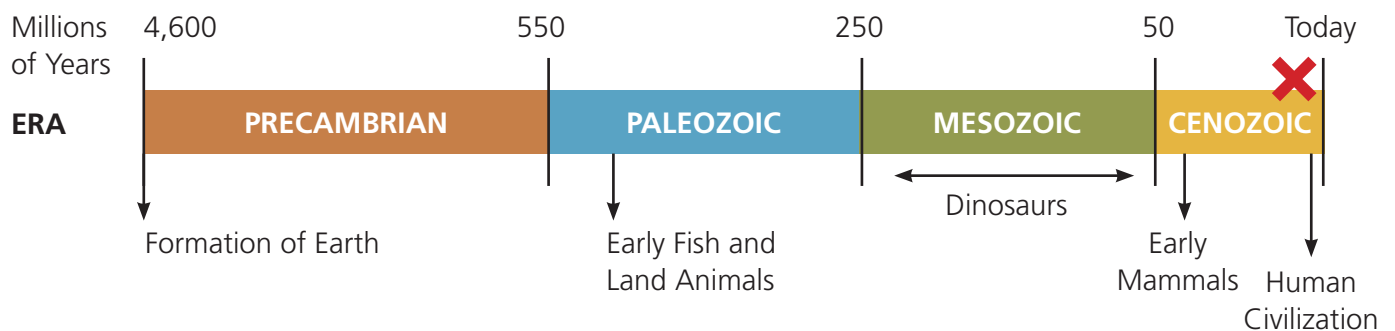 Millions 4,600 550 250 50 Today
of Years
ERA PRECAMBRIAN PALEOZOIC MESOZOIC CENOZOIC
Dinosaurs
Formation of Earth
Early Fish and
Land Animals
Early
Mammals
Human
Civilization